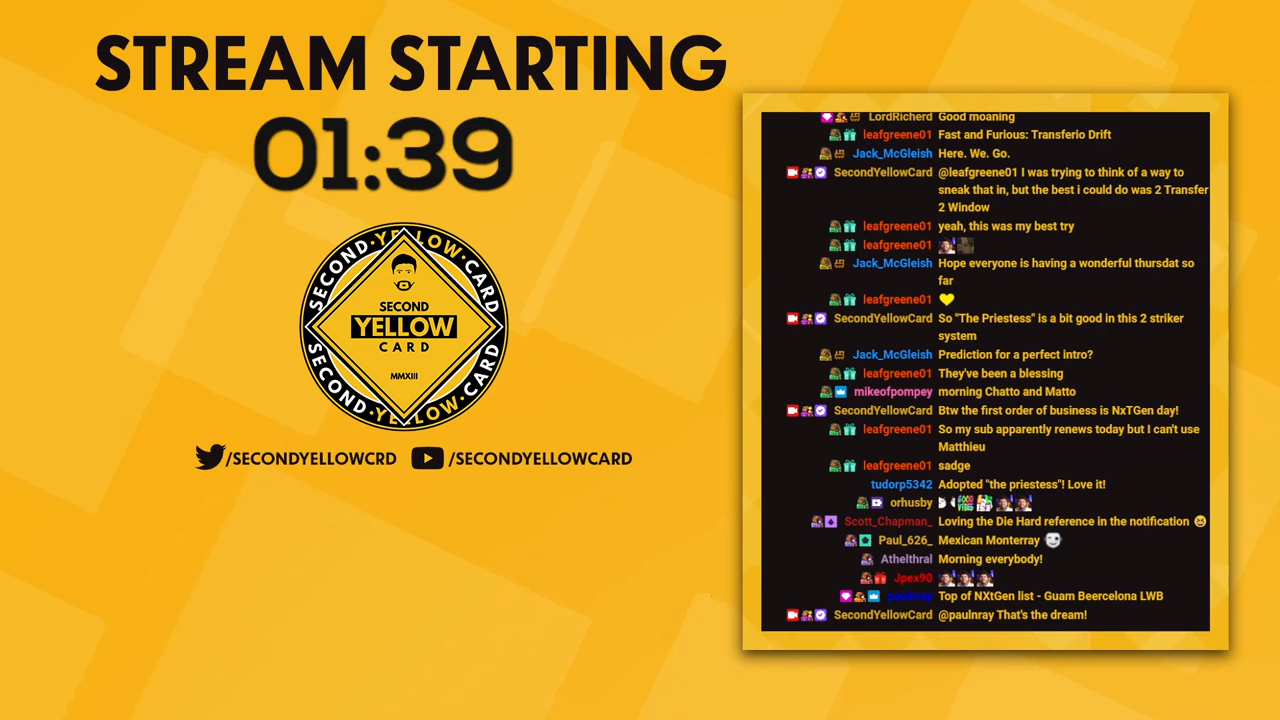 STREAM STARTING
01:39
SECOND·YELLOW·CARD
SECOND
YELLOW
CARD
MMXIII
SECOND·YELLOW·CARD
/SECONDYELLOWCRD /SECONDYELLOWCARD
LordRicherd Good moaning
leafgreene01 Fast and Furious: Transferio Drift
Jack_McGleish Here. We. Go.
SecondYellowCard @leafgreene01 I was trying to think of a way to
sneak that in, but the best i could do was 2 Transfer
2 Window
leafgreene01 yeah, this was my best try
leafgreene01
Jack_McGleish Hope everyone is having a wonderful thursdat so
far
leafgreene01
SecondYellowCard So "The Priestess" is a bit good in this 2 striker
system
Jack_McGleish Prediction for a perfect intro?
leafgreene01 They've been a blessing
mikeofpompey morning Chatto and Matto
SecondYellowCard Btw the first order of business is NxTGen day!
leafgreene01 So my sub apparently renews today but I can't use
Matthieu
leafgreene01 sadge
tudorp5342 Adopted "the priestess"! Love it!
orhusby GOOD VIBES
Scott_Chapman_ Loving the Die Hard reference in the notification
Paul_626_ Mexican Monterray
Athelthral Morning everybody!
Jpex90
paulnray Top of NXtGen list - Guam Beercelona LWB
SecondYellowCard @paulnray That's the dream!